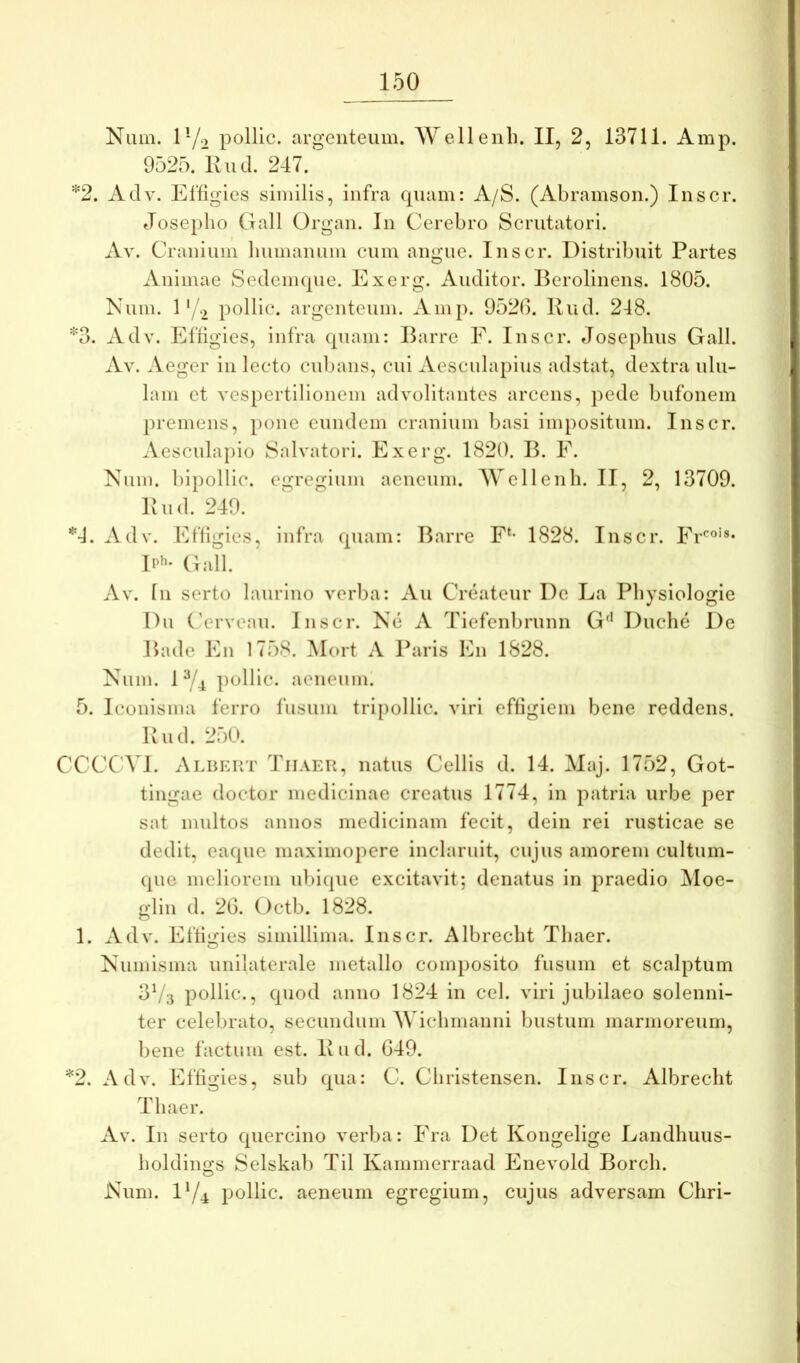 150
Num. 1½ pollic. argenteum. Wellenh. II, 2, 13711. Amp.
9525. Rud. 247.
*2. Adv. Effigies similis, infra quam: A/S. (Abramson.) Inscr.
Josepho Gall Organ. In Cerebro Scrutatori.
Av. Cranium humanum cum angue. Inscr. Distribuit Partes
Animae Sedemque. Exerg. Auditor. Berolinens. 1805.
Num. 1½ pollic. argenteum. Amp. 9526. Rud. 248.
*3. Adv. Effigies, infra quam: Barre F. Inscr. Josephus Gall.
Av. Aeger in lecto cubans, cui Aesculapius adstat, dextra ulu-
lam et vespertilionem advolitantes arcens, pede bufonem
premens, pone eundem cranium basi impositum. Inscr.
Aesculapio Salvatori. Exerg. 1820. B. F.
Num. bipollic. egregium aeneum. Wellenh. II, 2, 13709.
Rud. 249.
*4. Adv. Effigies, infra quam: Barre Fᵗ· 1828. Inscr. Frᶜᵒⁱˢ·
Iᵖʰ· Gall.
Av. In serto laurino verba: Au Créateur De La Physiologie
Du Cerveau. Inscr. Né A Tiefenbrunn Gᵈ Duché De
Bade En 1758. Mort A Paris En 1828.
Num. 1¾ pollic. aeneum.
5. Iconisma ferro fusum tripollic. viri effigiem bene reddens.
Rud. 250.
CCCCVI. Albert Thaer, natus Cellis d. 14. Maj. 1752, Got-
tingae doctor medicinae creatus 1774, in patria urbe per
sat multos annos medicinam fecit, dein rei rusticae se
dedit, eaque maximopere inclaruit, cujus amorem cultum-
que meliorem ubique excitavit; denatus in praedio Moe-
glin d. 26. Octb. 1828.
1. Adv. Effigies simillima. Inscr. Albrecht Thaer.
Numisma unilaterale metallo composito fusum et scalptum
3⅓ pollic., quod anno 1824 in cel. viri jubilaeo solenni-
ter celebrato, secundum Wichmanni bustum marmoreum,
bene factum est. Rud. 649.
*2. Adv. Effigies, sub qua: C. Christensen. Inscr. Albrecht
Thaer.
Av. In serto quercino verba: Fra Det Kongelige Landhuus-
holdings Selskab Til Kammerraad Enevold Borch.
Num. 1¼ pollic. aeneum egregium, cujus adversam Chri-